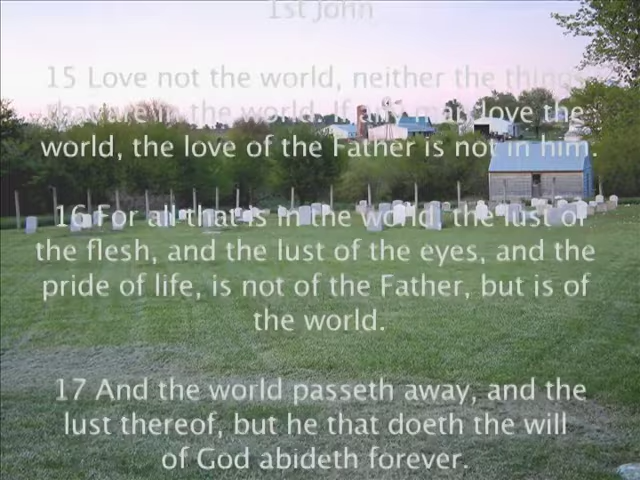 1st John
15 Love not the world, neither the things
that are in the world. If any man love the
world, the love of the Father is not in him.
16 For all that is in the world, the lust of
the flesh, and the lust of the eyes, and the
pride of life, is not of the Father, but is of
the world.
17 And the world passeth away, and the
lust thereof, but he that doeth the will
of God abideth forever.